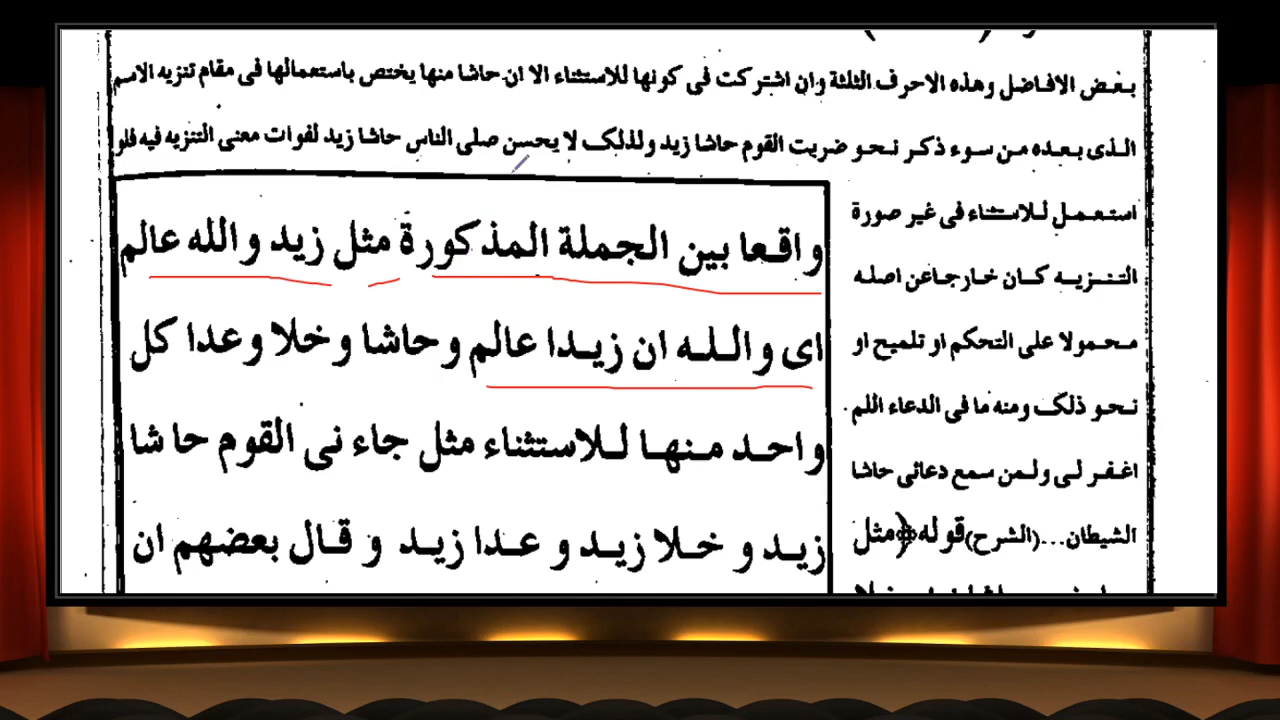 بعض الافاضل وهذه الاحرف الثلثة وان اشتركت فى كونها للاستثناء الا ان حاشا منها يختص باستعمالها فى مقام تنزيه الاسم
الذى بعده من سوء ذكر نحو ضربت القوم حاشا زيد ولذلك لا يحسن صلى الناس حاشا زيد لفوات معنى التنزيه فيه فلو
استعمل للاستثناء فى غير صورة
التنزيه كان خارجا عن اصله
محمولا على التحكم او تلميح او
نحو ذلك ومنه ما فى الدعاء اللم
اغفر لى ولمن سمع دعائى حاشا
الشيطان...(الشرح) قوله ﴿مثل
واقعا بين الجملة المذكورة مثل زيد والله عالم
اى والله ان زيدا عالم وحاشا وخلا وعدا كل
واحد منها للاستثناء مثل جاء نى القوم حاشا
زيد و خلا زيد و عدا زيد و قال بعضهم ان